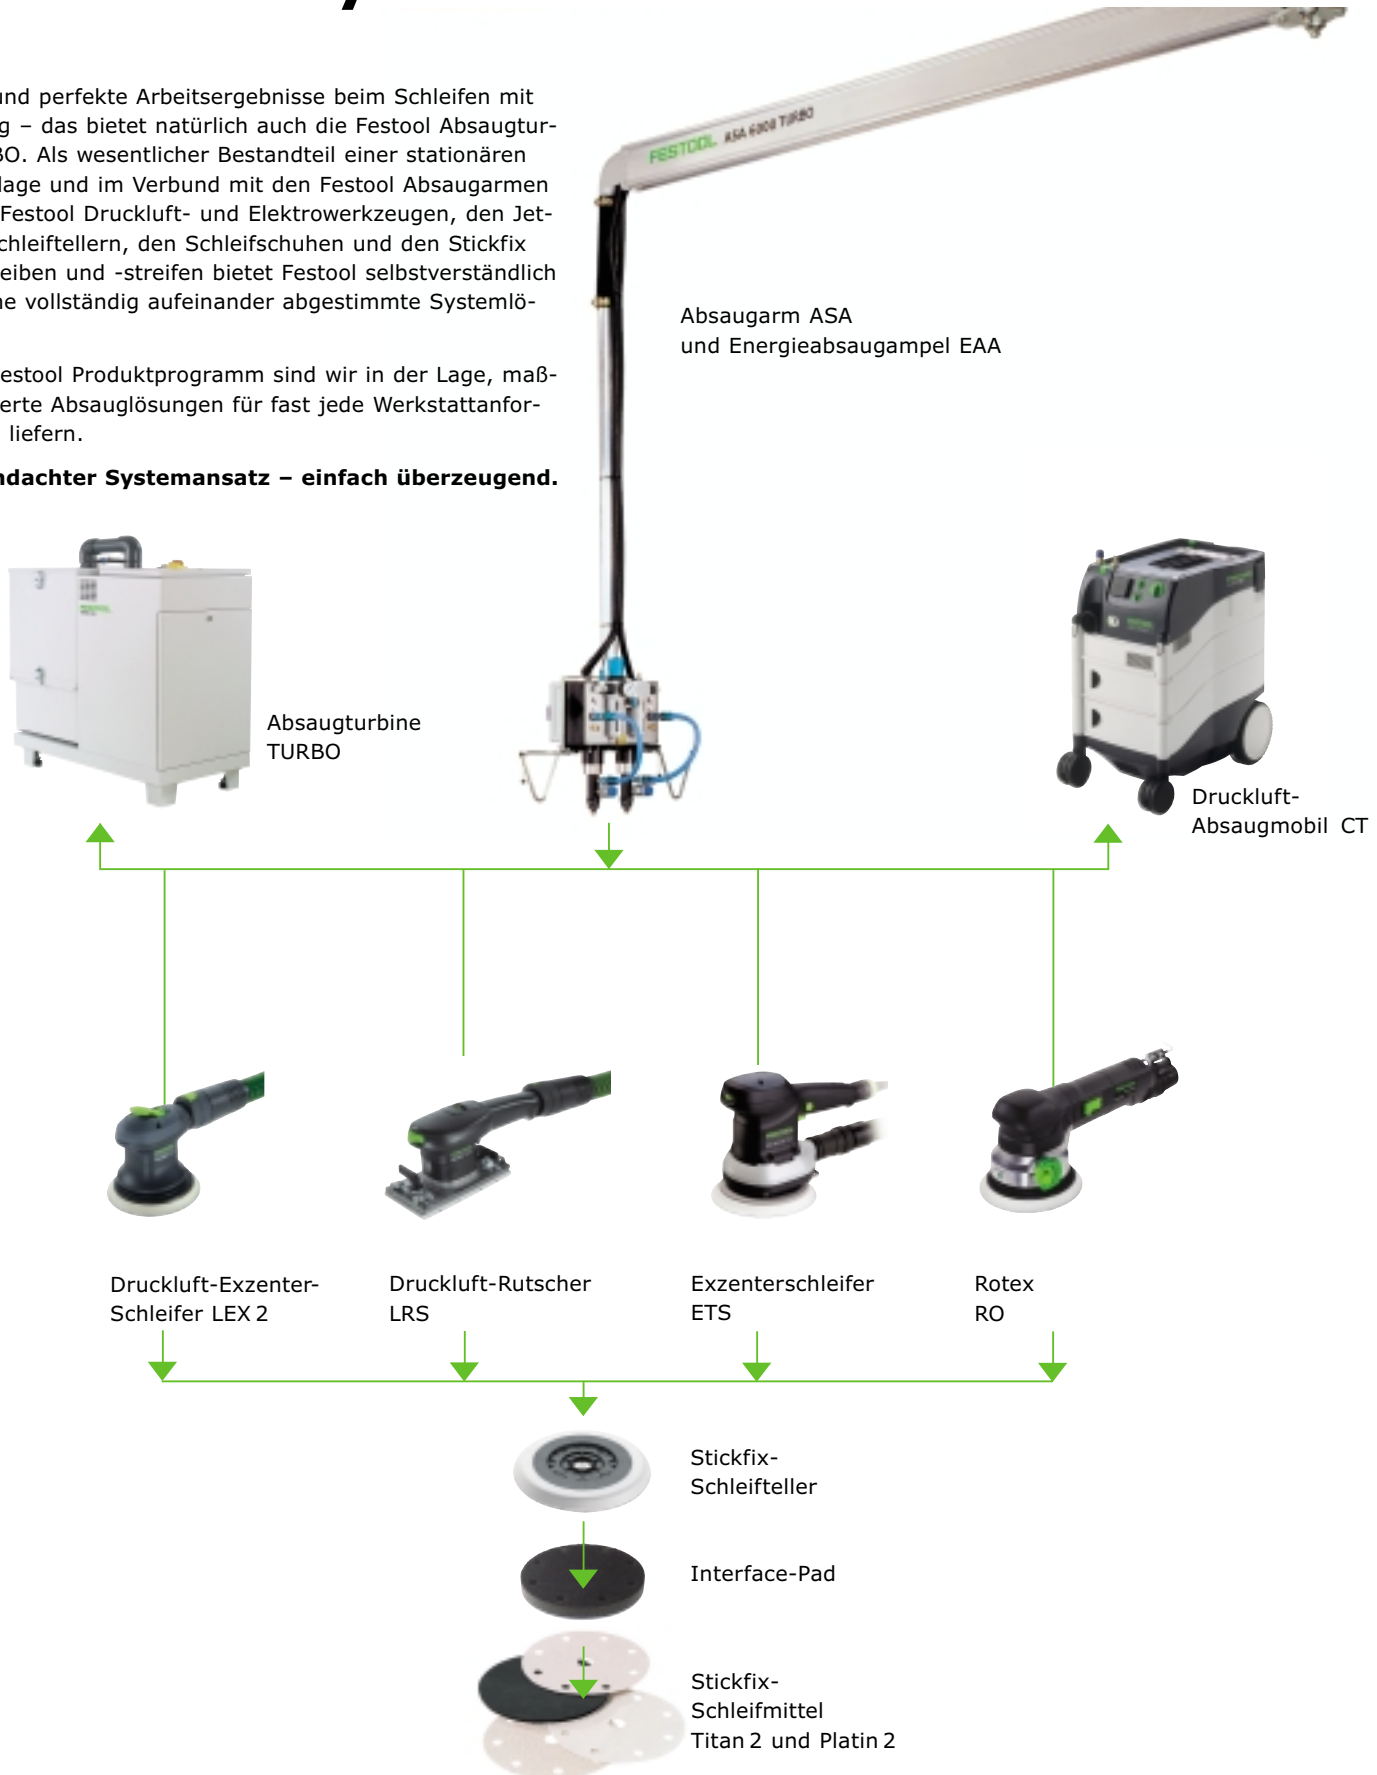 und perfekte Arbeitsergebnisse beim Schleifen mit
– das bietet natürlich auch die Festool Absaugtur-
Als wesentlicher Bestandteil einer stationären
lage und im Verbund mit den Festool Absaugarmen
Festool Druckluft- und Elektrowerkzeugen, den Jet-
chleiftellern, den Schleifschuhen und den Stickfix
eiben und -streifen bietet Festool selbstverständlich
ne vollständig aufeinander abgestimmte Systemlö-
estool Produktprogramm sind wir in der Lage, maß-
erte Absauglösungen für fast jede Werkstattanfor-
liefern.
ndachter Systemansatz – einfach überzeugend.
FESTOOL ASA 6000 TURBO
Absaugarm ASA
und Energieabsaugampel EAA
Absaugturbine
TURBO
Druckluft-
Absaugmobil CT
Druckluft-Exzenter-
Schleifer LEX 2
Druckluft-Rutscher
LRS
Exzenterschleifer
ETS
Rotex
RO
Stickfix-
Schleifteller
Interface-Pad
Stickfix-
Schleifmittel
Titan 2 und Platin 2